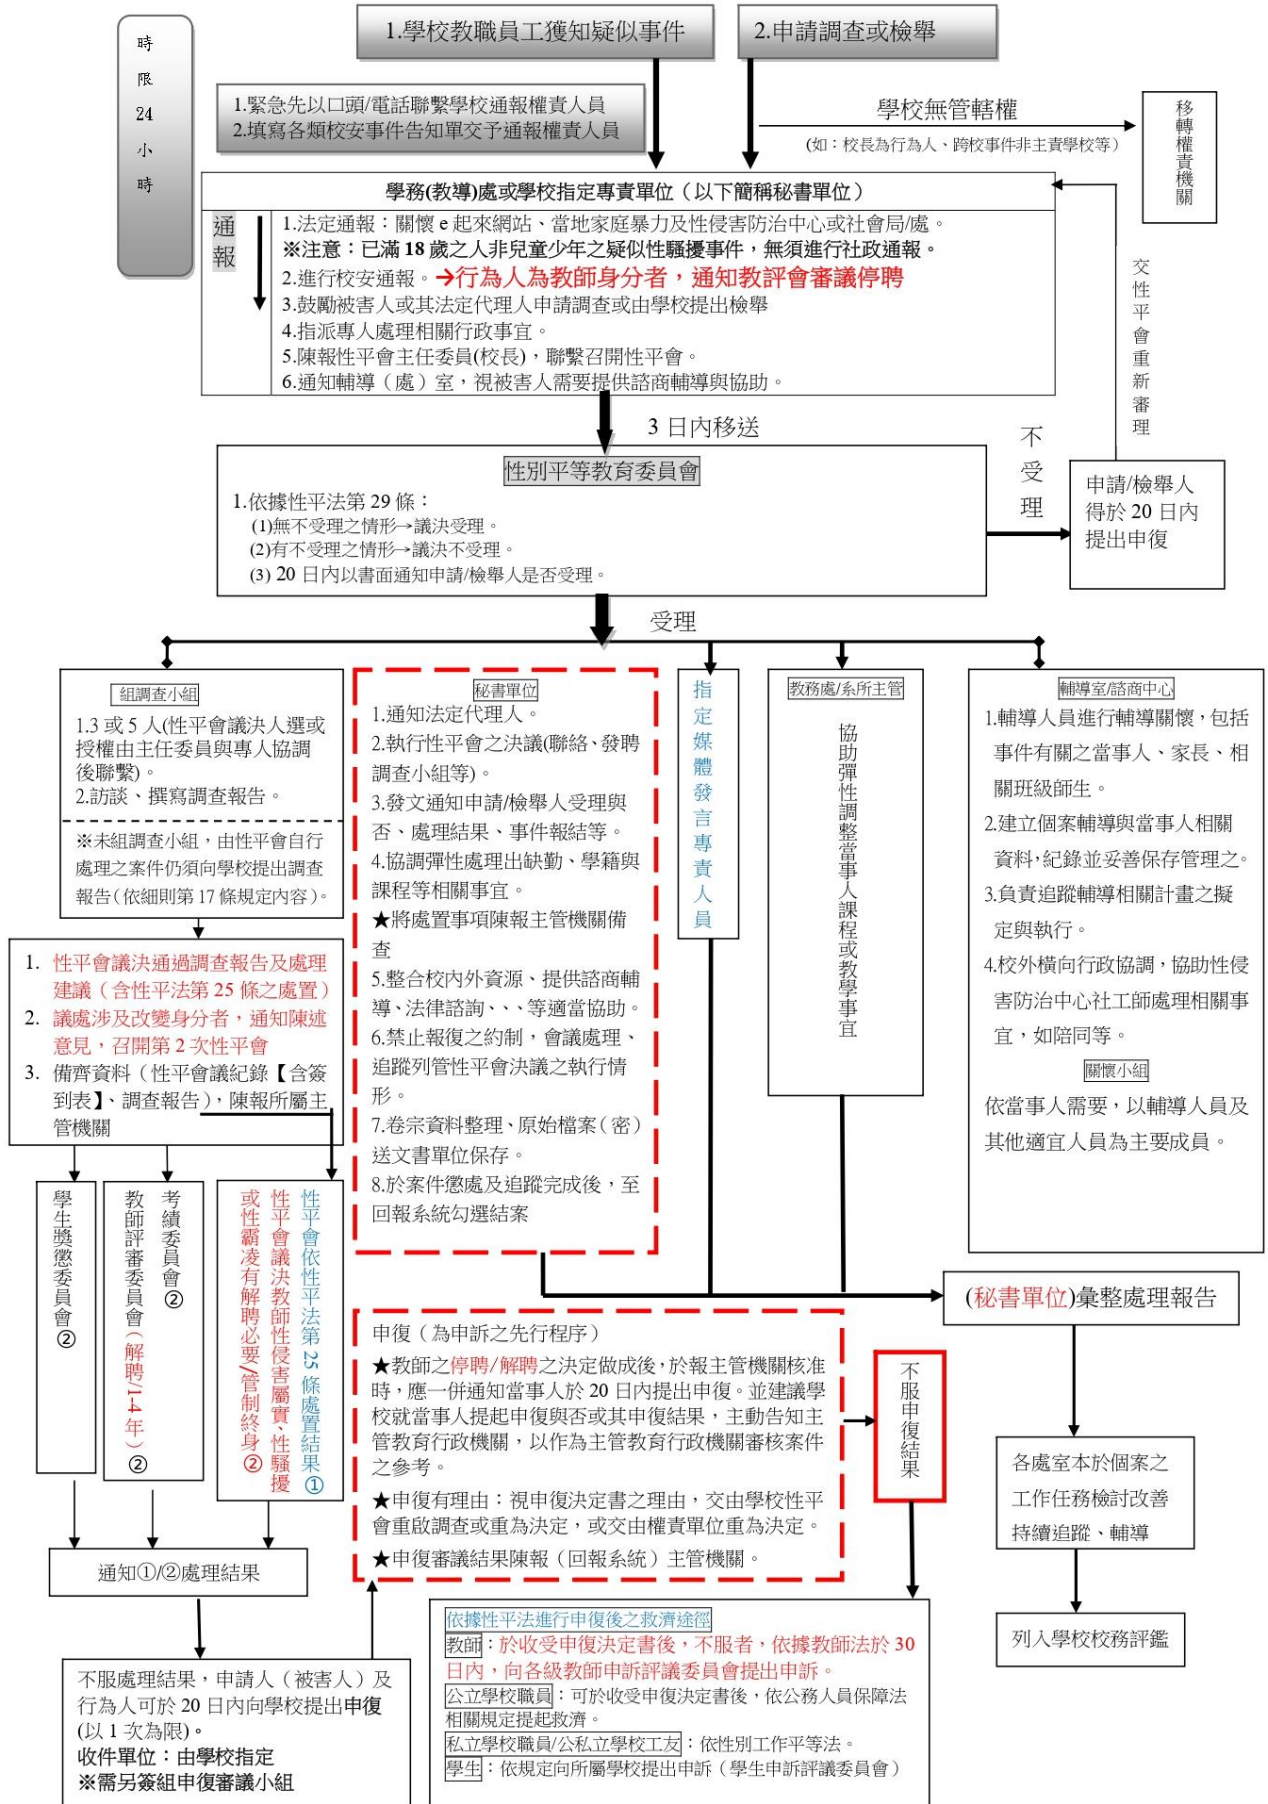 時
限
24
小
時
1.學校教職員工獲知疑似事件
2.申請調查或檢舉
1.緊急先以口頭/電話聯繫學校通報權責人員
2.填寫各類校安事件告知單交予通報權責人員
學校無管轄權
(如：校長為行為人、跨校事件非主責學校等)
移轉權責機關
學務(教導)處或學校指定專責單位（以下簡稱秘書單位）
通報
1.法定通報：關懷 e 起來網站、當地家庭暴力及性侵害防治中心或社會局/處。
※注意：已滿 18 歲之人非兒童少年之疑似性騷擾事件，無須進行社政通報。
2.進行校安通報。→行為人為教師身分者，通知教評會審議停聘
3.鼓勵被害人或其法定代理人申請調查或由學校提出檢舉
4.指派專人處理相關行政事宜。
5.陳報性平會主任委員(校長)，聯繫召開性平會。
6.通知輔導（處）室，視被害人需要提供諮商輔導與協助。
交性平會重新審理
3 日內移送
性別平等教育委員會
1.依據性平法第 29 條：
(1)無不受理之情形→議決受理。
(2)有不受理之情形→議決不受理。
(3) 20 日內以書面通知申請/檢舉人是否受理。
不受理
申請/檢舉人
得於 20 日內
提出申復
受理
組調查小組
1.3 或 5 人(性平會議決人選或
授權由主任委員與專人協調
後聯繫)。
2.訪談、撰寫調查報告。
※未組調查小組，由性平會自行
處理之案件仍須向學校提出調查
報告(依細則第 17 條規定內容)。
1. 性平會議決通過調查報告及處理
建議（含性平法第 25 條之處置）
2. 議處涉及改變身分者，通知陳述
意見，召開第 2 次性平會
3. 備齊資料（性平會議紀錄【含簽
到表】、調查報告），陳報所屬主
管機關
秘書單位
1.通知法定代理人。
2.執行性平會之決議(聯絡、發聘
調查小組等)。
3.發文通知申請/檢舉人受理與
否、處理結果、事件報結等。
4.協調彈性處理出缺勤、學籍與
課程等相關事宜。
★將處置事項陳報主管機關備
查
5.整合校內外資源、提供諮商輔
導、法律諮詢、、、等適當協助。
6.禁止報復之約制，會議處理、
追蹤列管性平會決議之執行情
形。
7.卷宗資料整理、原始檔案（密）
送文書單位保存。
8.於案件懲處及追蹤完成後，至
回報系統勾選結案
指定媒體發言專責人員
教務處/系所主管
協助彈性調整當事人課程或教學事宜
輔導室/諮商中心
1.輔導人員進行輔導關懷，包括
事件有關之當事人、家長、相
關班級師生。
2.建立個案輔導與當事人相關
資料，紀錄並妥善保存管理之。
3.負責追蹤輔導相關計畫之擬
定與執行。
4.校外橫向行政協調，協助性侵
害防治中心社工師處理相關事
宜，如陪同等。
關懷小組
依當事人需要，以輔導人員及
其他適宜人員為主要成員。
學生獎懲委員會②
考績委員會②
教師評審委員會（解聘/1-4 年）②
性平會依性平法第 25 條處置結果①
性平會議決教師性侵害屬實、性騷擾
或性霸凌有解聘必要/管制終身②
(秘書單位)彙整處理報告
申復（為申訴之先行程序）
★教師之停聘/解聘之決定做成後，於報主管機關核准
時，應一併通知當事人於 20 日內提出申復。並建議學
校就當事人提起申復與否或其申復結果，主動告知主
管教育行政機關，以作為主管教育行政機關審核案件
之參考。
★申復有理由：視申復決定書之理由，交由學校性平
會重啟調查或重為決定，或交由權責單位重為決定。
★申復審議結果陳報（回報系統）主管機關。
不服申復結果
各處室本於個案之
工作任務檢討改善
持續追蹤、輔導
列入學校校務評鑑
通知①/②處理結果
不服處理結果，申請人（被害人）及
行為人可於 20 日內向學校提出申復
(以 1 次為限)。
收件單位：由學校指定
※需另簽組申復審議小組
依據性平法進行申復後之救濟途徑
教師：於收受申復決定書後，不服者，依據教師法於 30
日內，向各級教師申訴評議委員會提出申訴。
公立學校職員：可於收受申復決定書後，依公務人員保障法
相關規定提起救濟。
私立學校職員/公私立學校工友：依性別工作平等法。
學生：依規定向所屬學校提出申訴（學生申訴評議委員會）